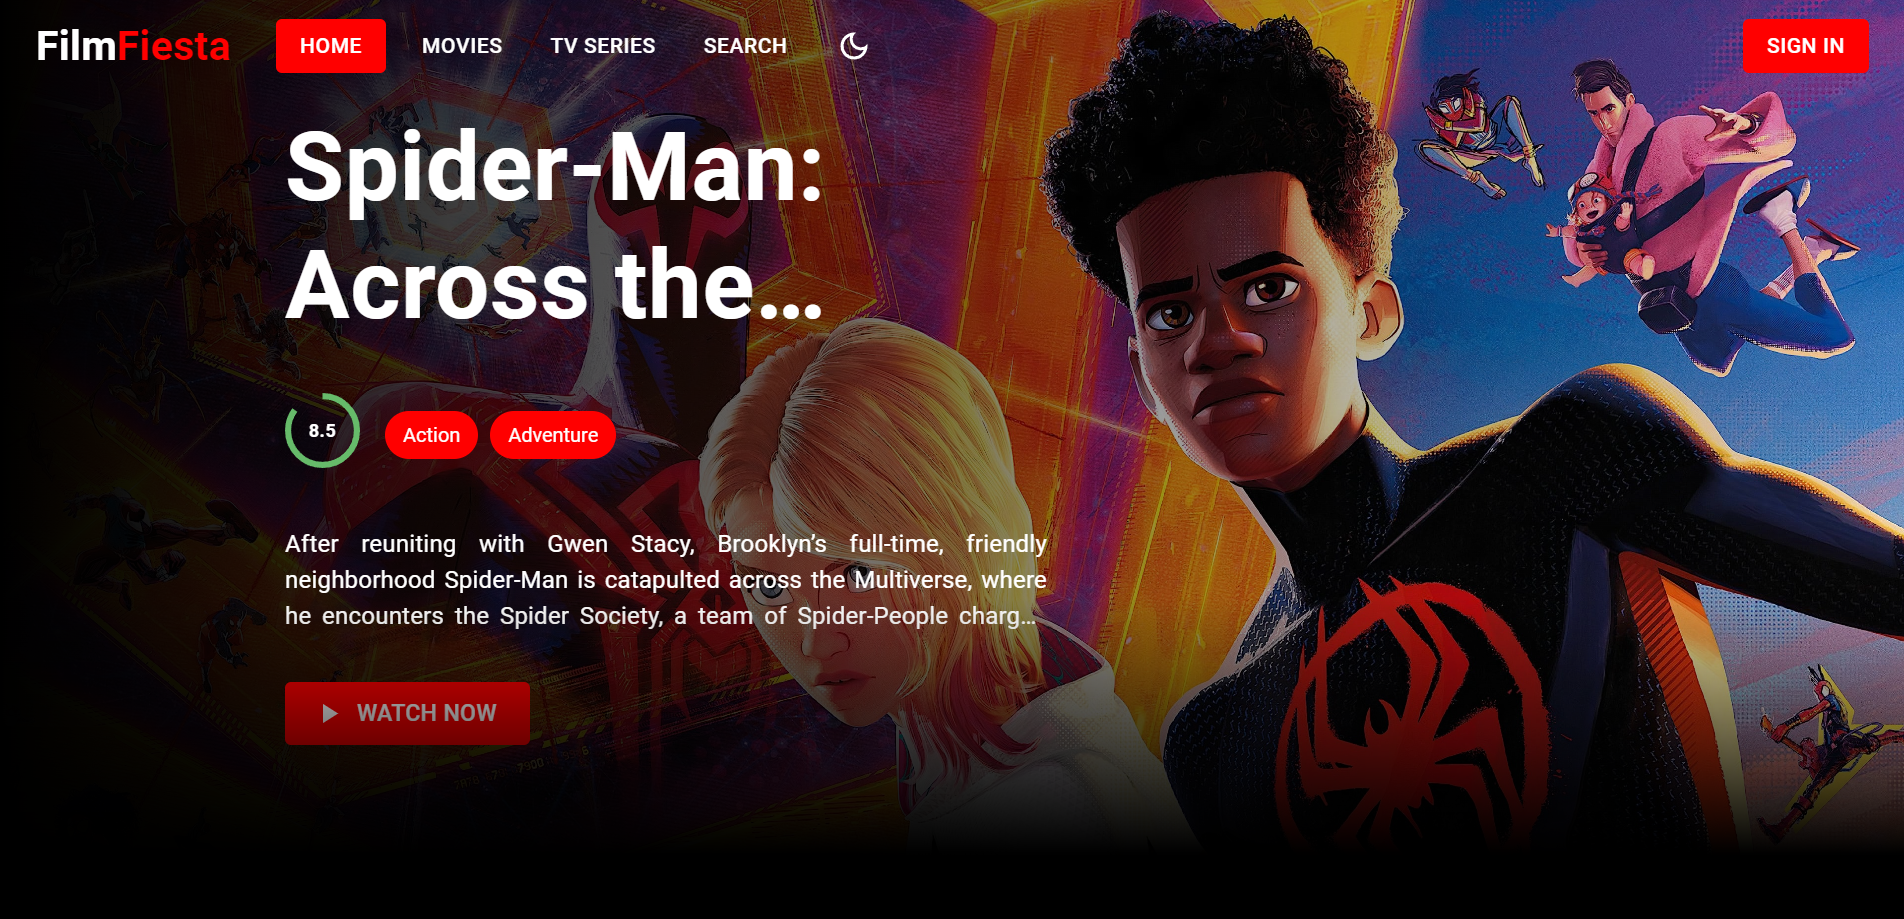 FilmFiesta HOME MOVIES TV SERIES SEARCH SIGN IN
Spider-Man:
Across the...
8.5 Action Adventure
After reuniting with Gwen Stacy, Brooklyn’s full-time, friendly
neighborhood Spider-Man is catapulted across the Multiverse, where
he encounters the Spider Society, a team of Spider-People charg...
WATCH NOW